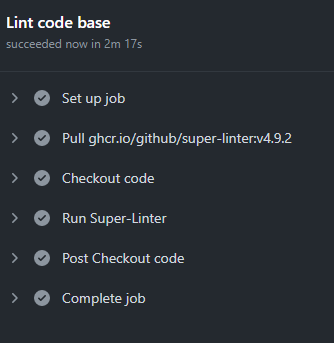 Lint code base
succeeded now in 2m 17s
Set up job
Pull ghcr.io/github/super-linter:v4.9.2
Checkout code
Run Super-Linter
Post Checkout code
Complete job